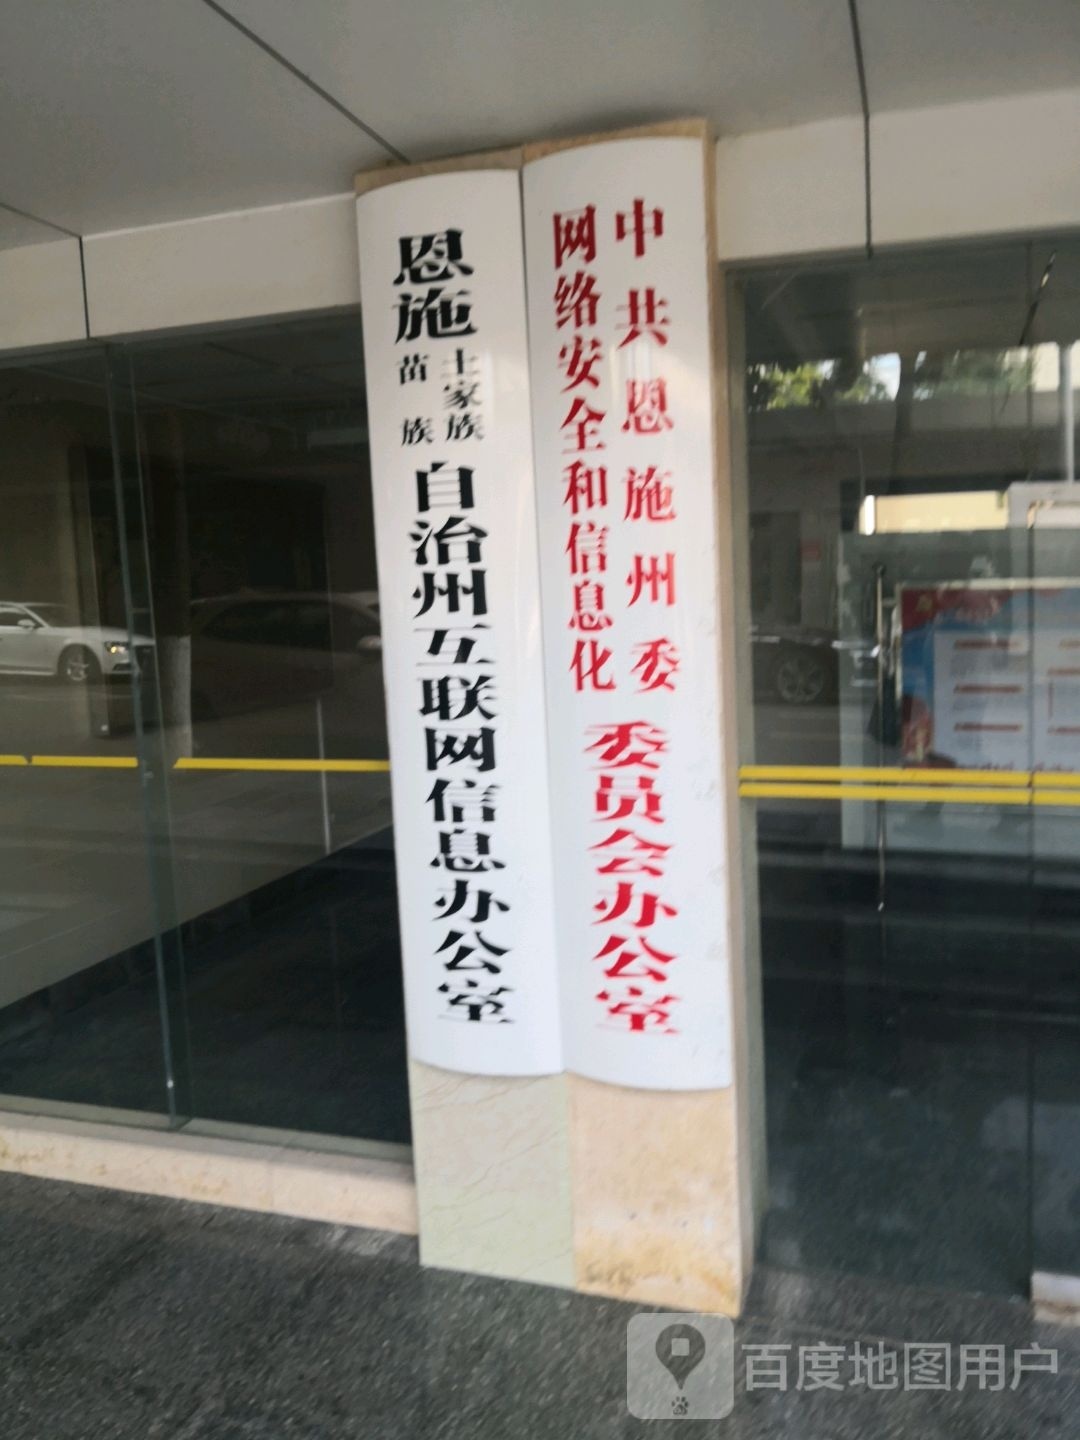 中共恩施州委
网络安全和信息化
委员会办公室
恩施
土家族
苗族
自治州互联网信息办公室
百度地图用户